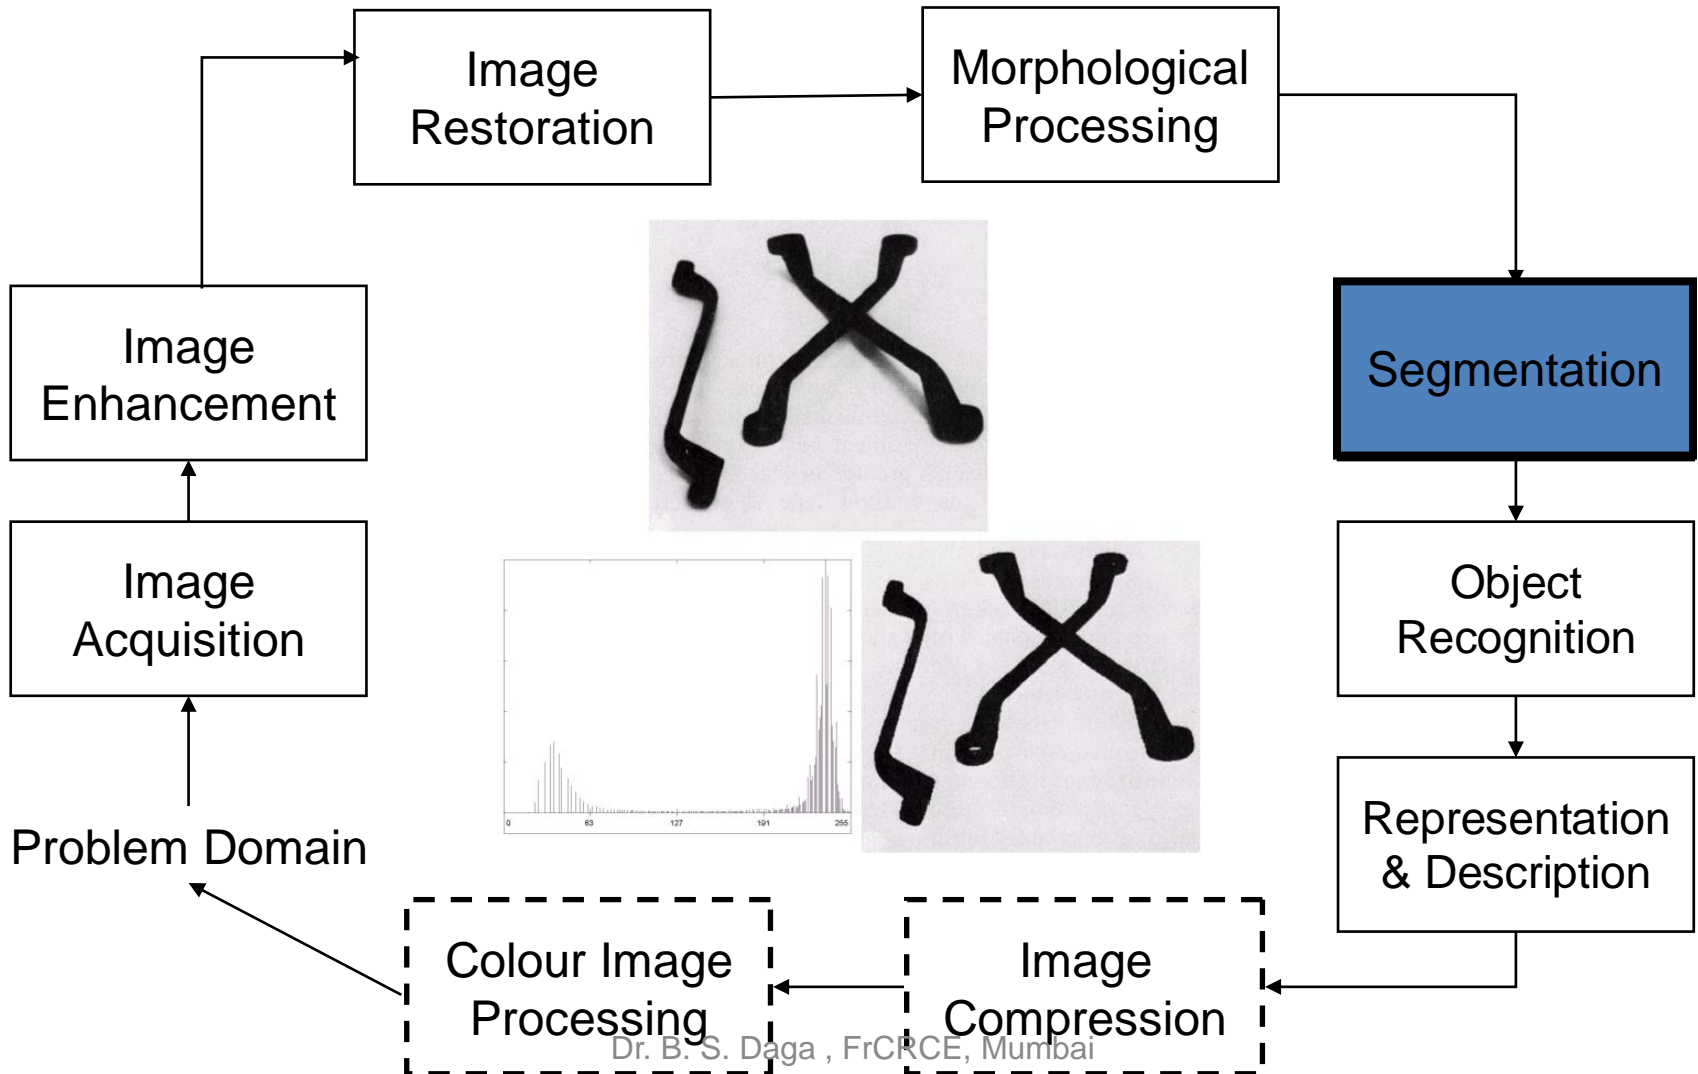 Image
Restoration
Morphological
Processing
Image
Enhancement
Segmentation
Image
Acquisition
Object
Recognition
0 63 127 191 255
Problem Domain
Representation
& Description
Colour Image
Processing
Image
Compression
Dr. B. S. Daga , FrCRCE, Mumbai